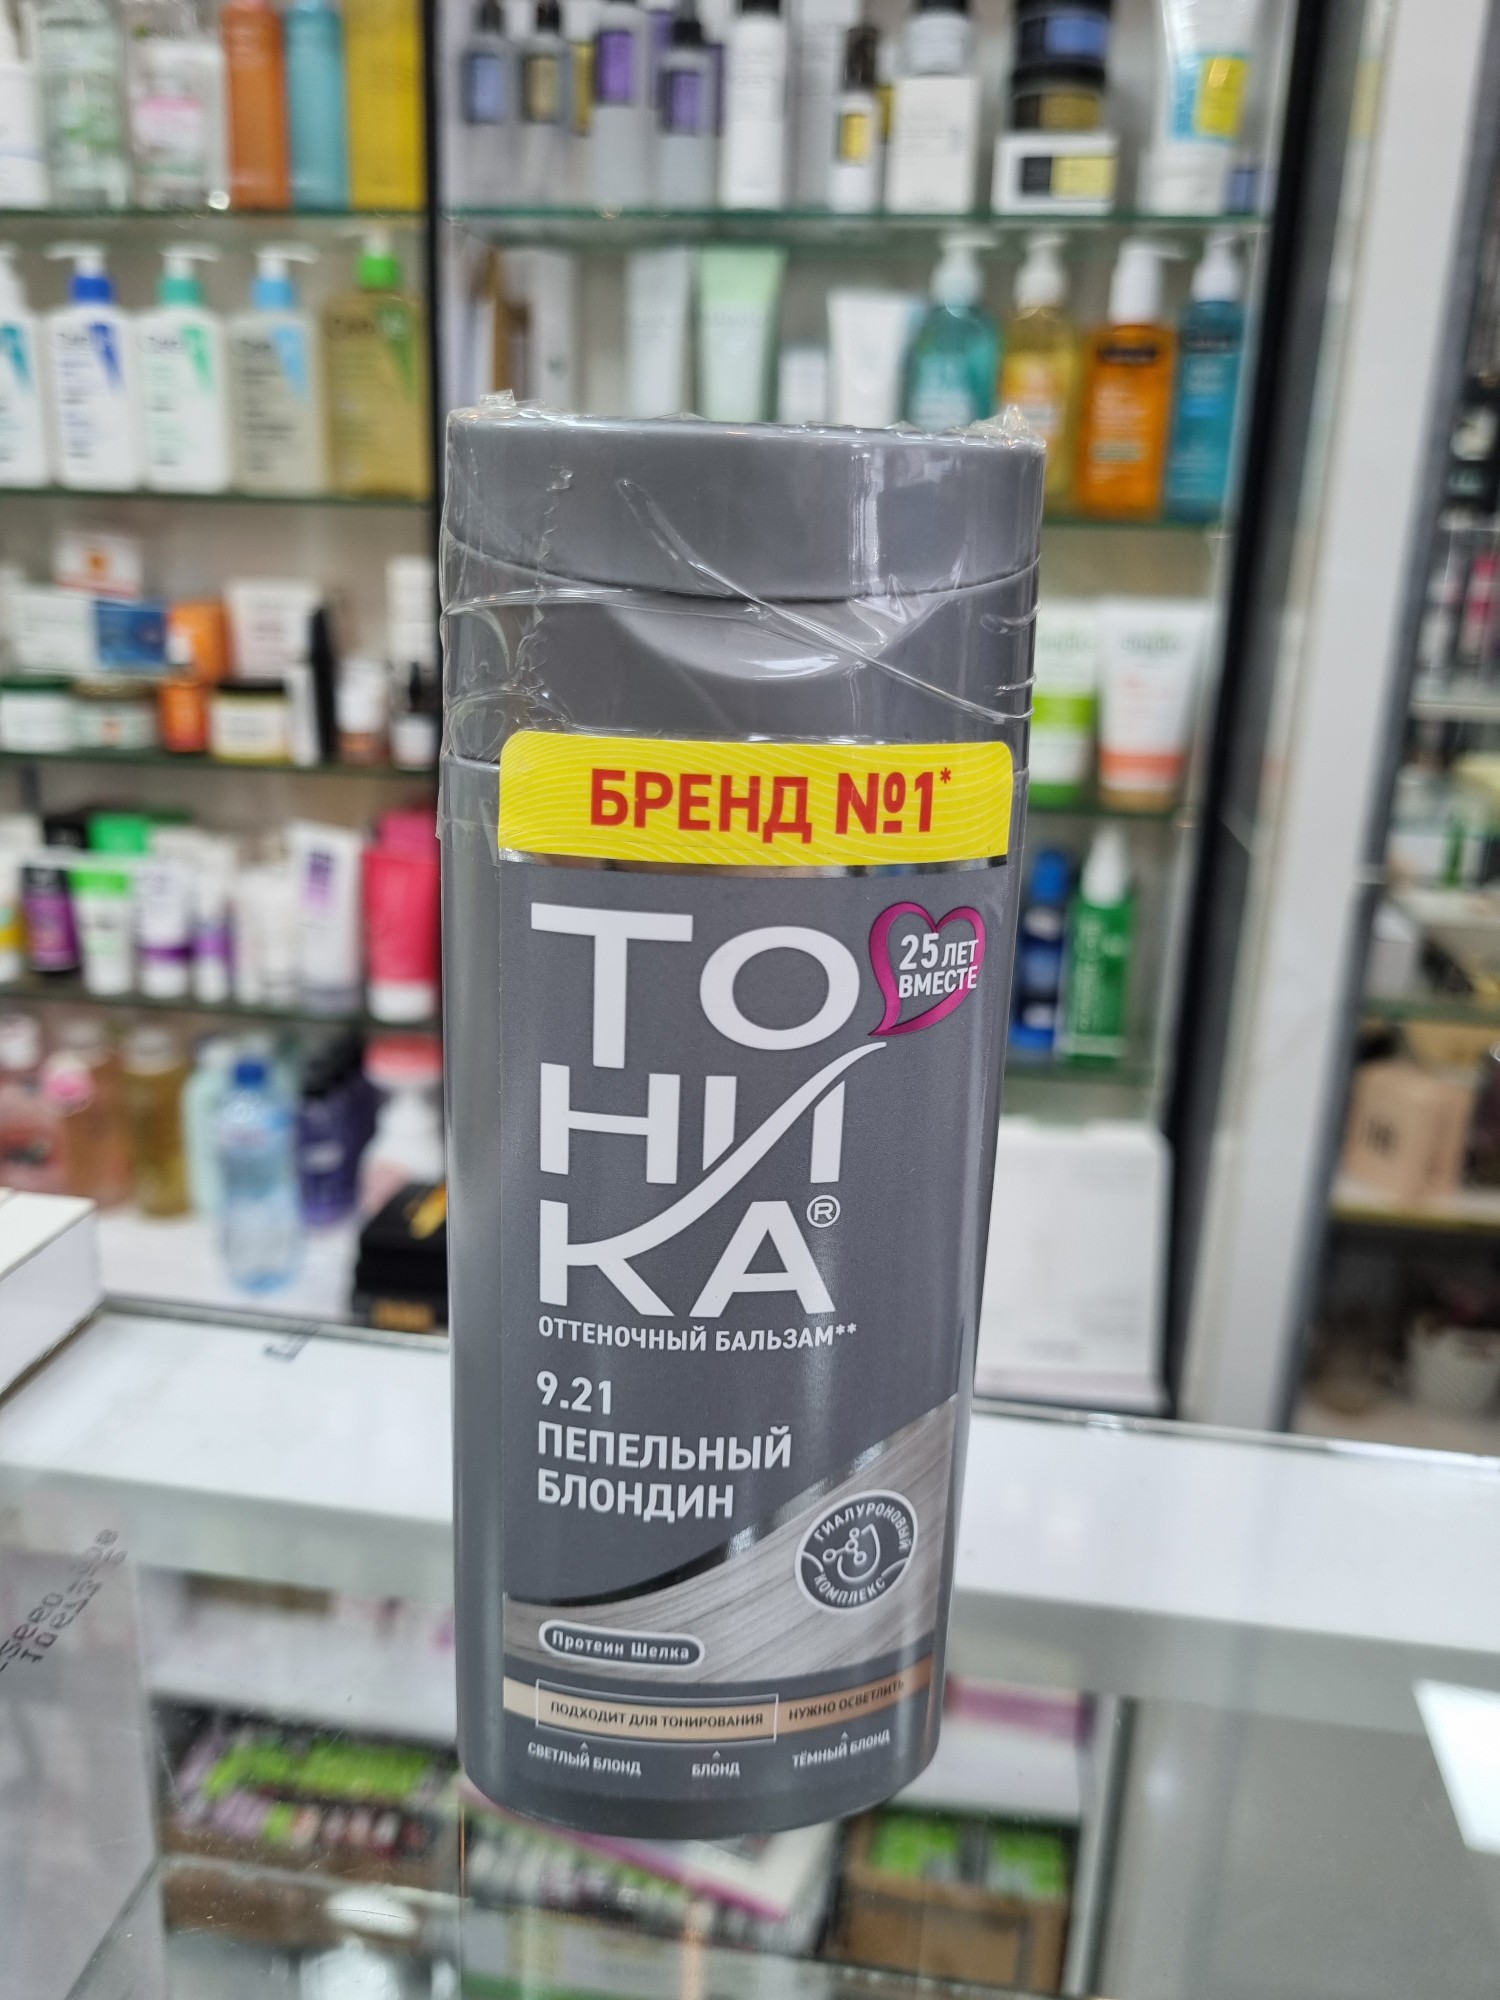 БРЕНД №1*
ТО
НИ
КА®
25 ЛЕТ
ВМЕСТЕ
ОТТЕНОЧНЫЙ БАЛЬЗАМ**
9.21
ПЕПЕЛЬНЫЙ
БЛОНДИН
ГИАЛУРОНОВЫЙ
КОМПЛЕКС
Протеин Шелка
ПОДХОДИТ ДЛЯ ТОНИРОВАНИЯ НУЖНО ОСВЕТЛИТЬ
СВЕТЛЫЙ БЛОНД БЛОНД ТЁМНЫЙ БЛОНД